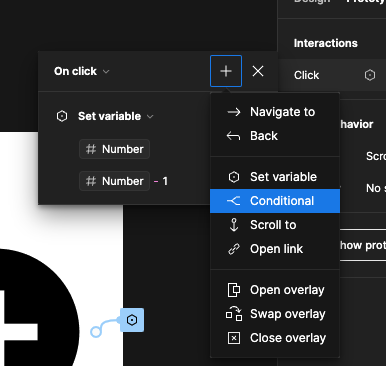 Design Prototy
Interactions
On click
Click
Set variable
# Number
# Number - 1
Navigate to
Back
Set variable
Conditional
Scroll to
Open link
Open overlay
Swap overlay
Close overlay
havior
Scro
No s
how prot